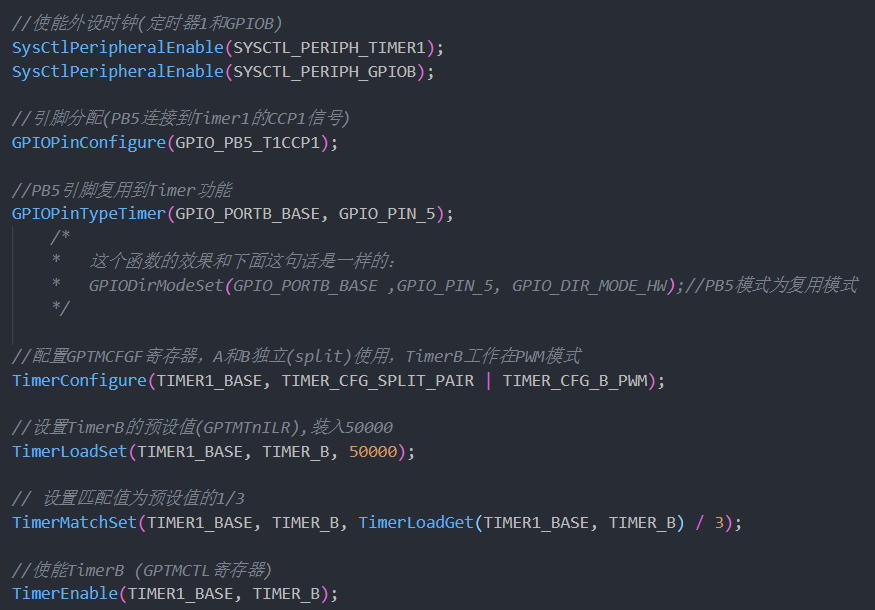 //使能外设时钟(定时器1和GPIOB)
SysCtlPeripheralEnable(SYSCTL_PERIPH_TIMER1);
SysCtlPeripheralEnable(SYSCTL_PERIPH_GPIOB);
//引脚分配(PB5连接到Timer1的CCP1信号)
GPIOPinConfigure(GPIO_PB5_T1CCP1);
//PB5引脚复用到Timer功能
GPIOPinTypeTimer(GPIO_PORTB_BASE, GPIO_PIN_5);
/*
*   这个函数的效果和下面这句话是一样的:
*   GPIODirModeSet(GPIO_PORTB_BASE ,GPIO_PIN_5, GPIO_DIR_MODE_HW);//PB5模式为复用模式
*/
//配置GPTMCFGF寄存器，A和B独立(split)使用，TimerB工作在PWM模式
TimerConfigure(TIMER1_BASE, TIMER_CFG_SPLIT_PAIR | TIMER_CFG_B_PWM);
//设置TimerB的预设值(GPTMTnILR),装入50000
TimerLoadSet(TIMER1_BASE, TIMER_B, 50000);
// 设置匹配值为预设值的1/3
TimerMatchSet(TIMER1_BASE, TIMER_B, TimerLoadGet(TIMER1_BASE, TIMER_B) / 3);
//使能TimerB (GPTMCTL寄存器)
TimerEnable(TIMER1_BASE, TIMER_B);